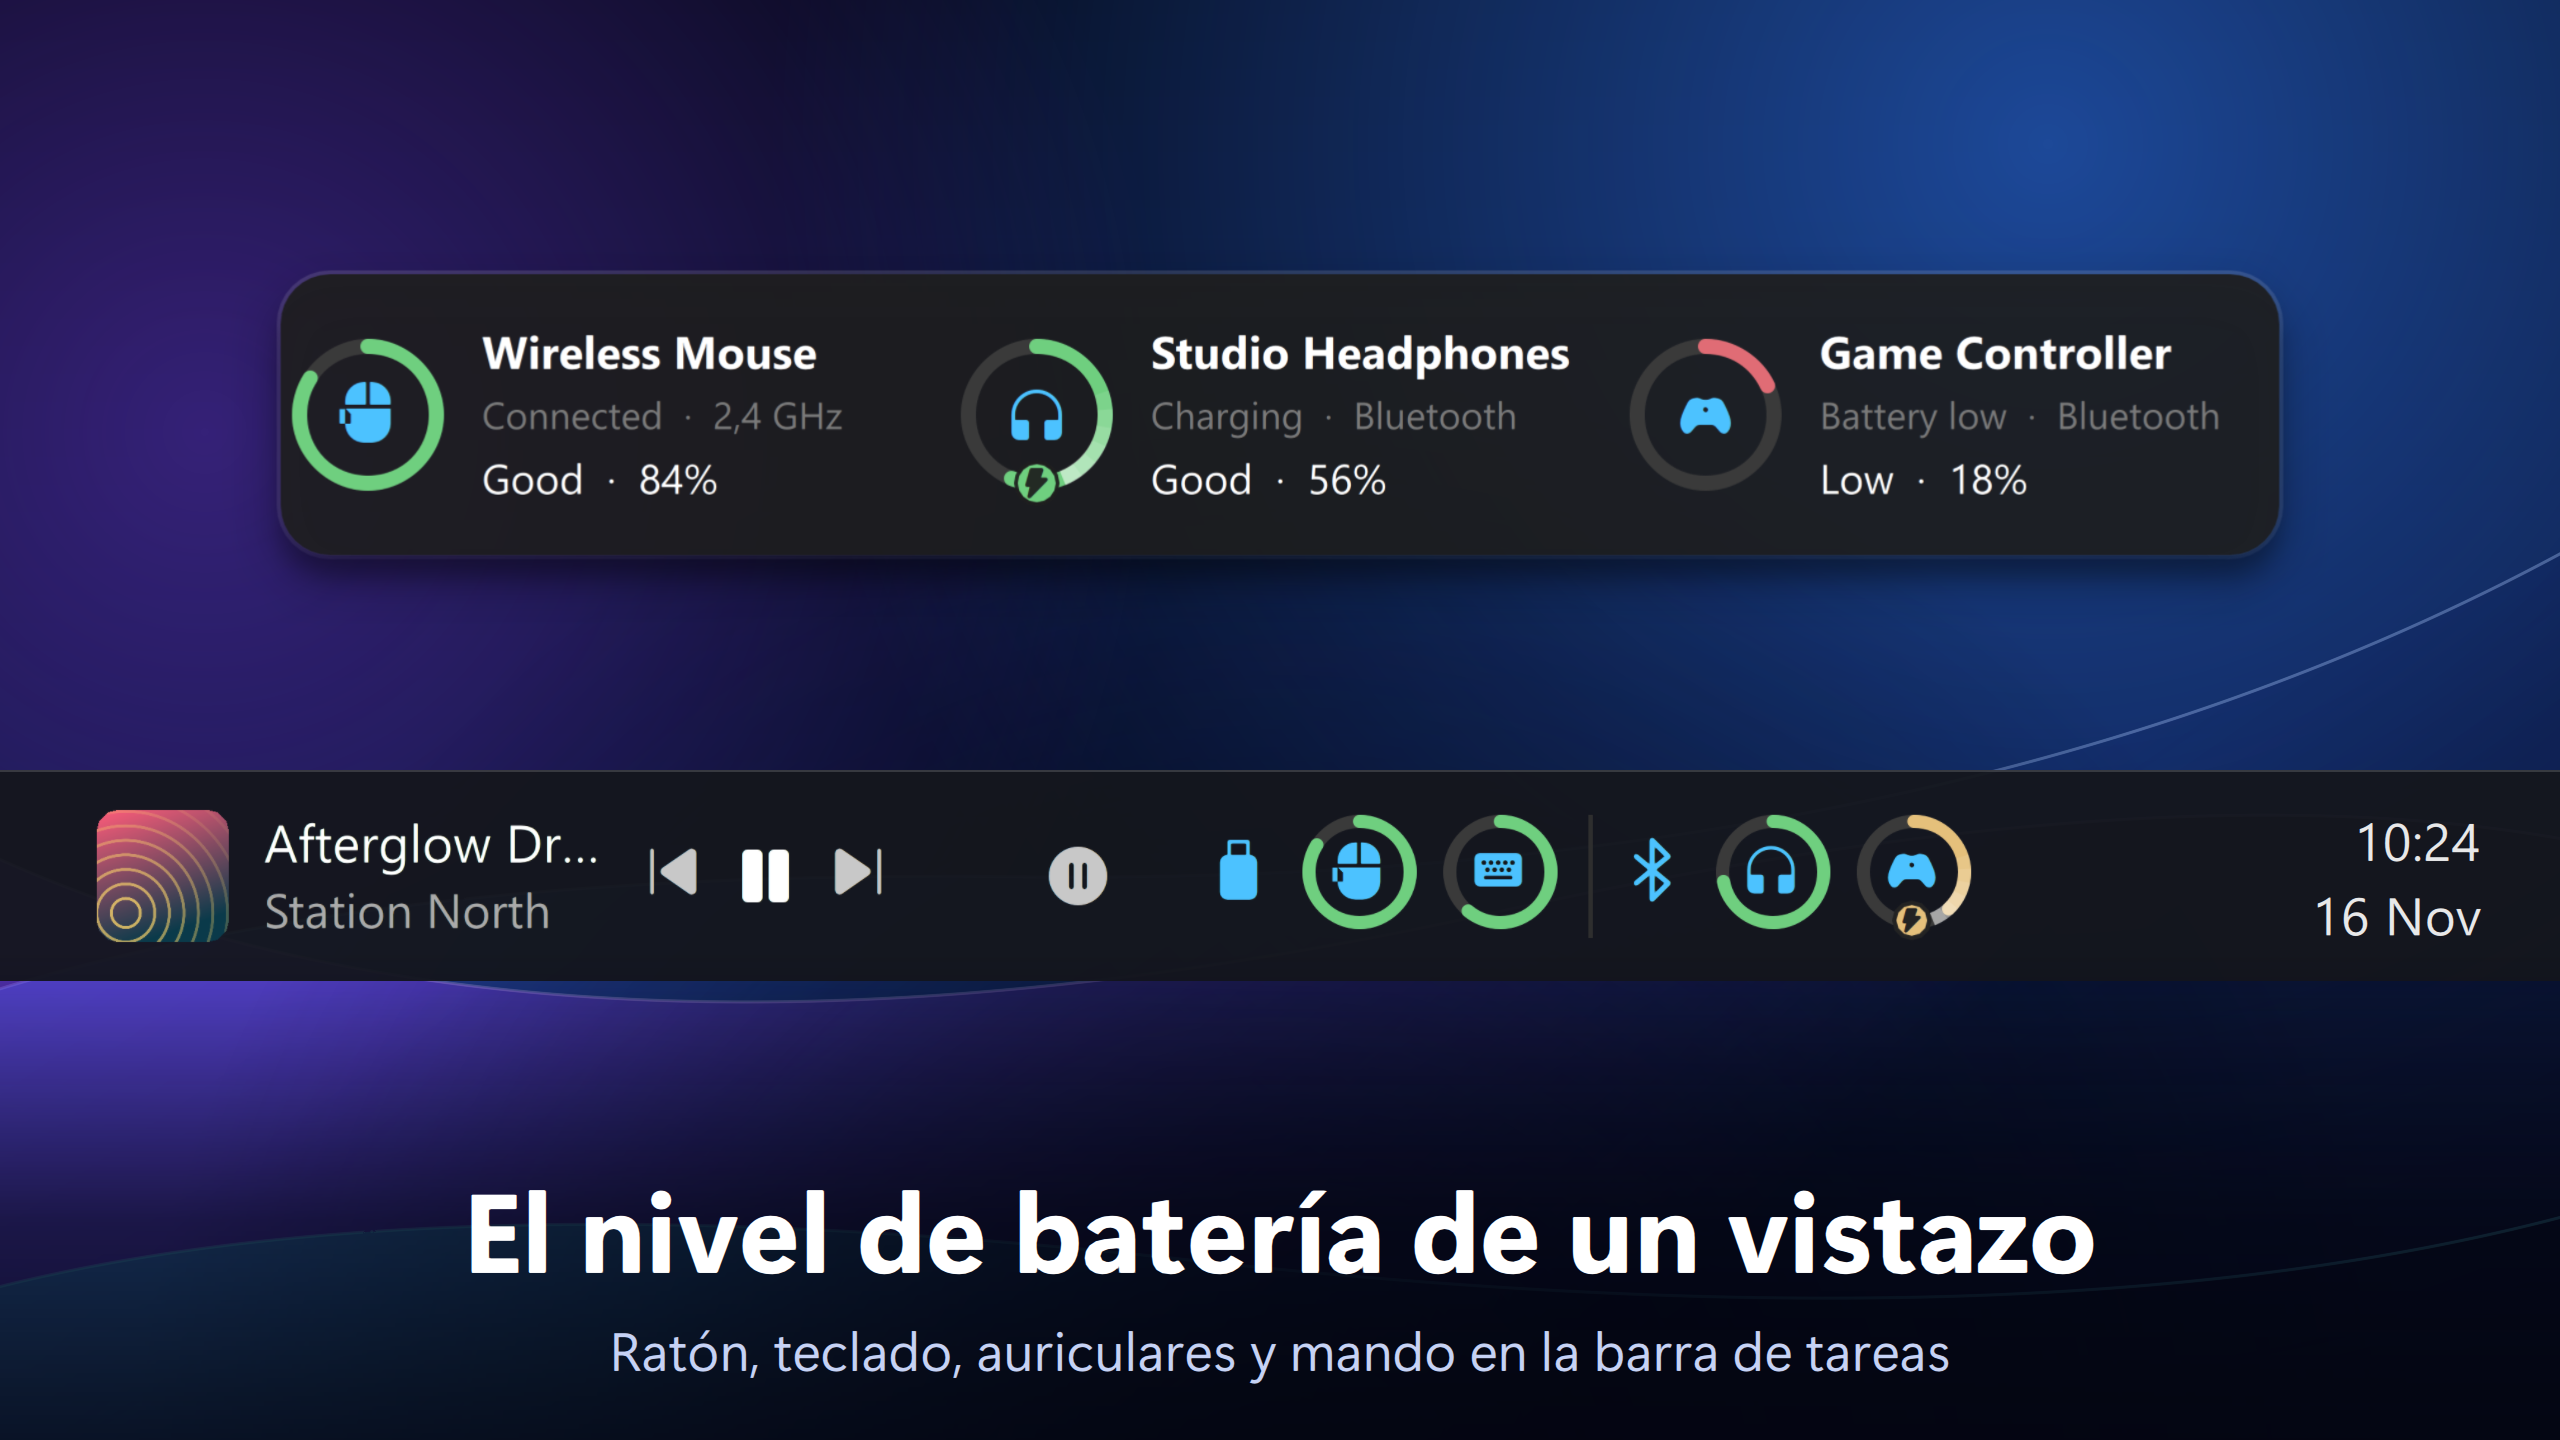 Wireless Mouse
Connected · 2,4 GHz
Good · 84%
Studio Headphones
Charging · Bluetooth
Good · 56%
Game Controller
Battery low · Bluetooth
Low · 18%
Afterglow Dr...
Station North
10:24
16 Nov
El nivel de batería de un vistazo
Ratón, teclado, auriculares y mando en la barra de tareas